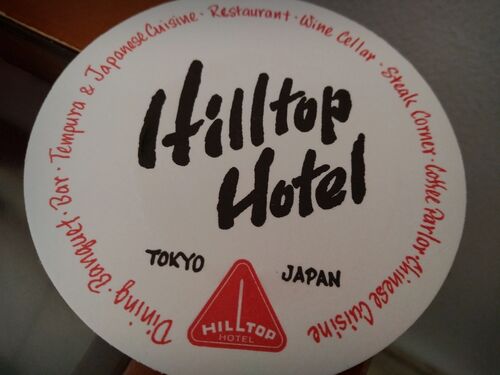 Dining · Banquet · Bar · Tempura & Japanese Cuisine · Restaurant · Wine Cellar · Steak Corner · Coffee Parlor · Chinese Cuisine
Hilltop
Hotel
TOKYO JAPAN
HILLTOP
HOTEL